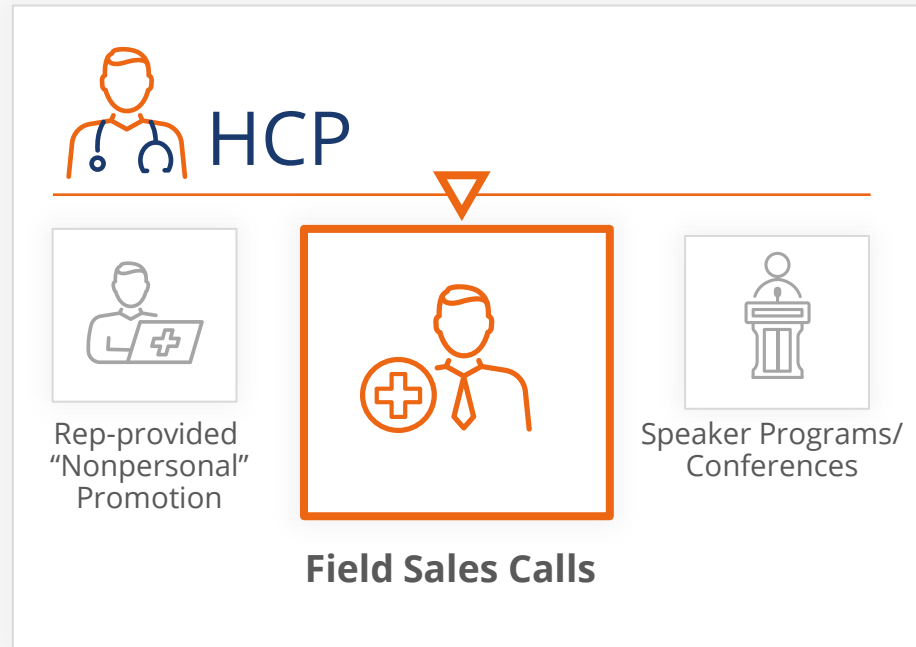 HCP
Rep-provided
“Nonpersonal”
Promotion
Field Sales Calls
Speaker Programs/
Conferences